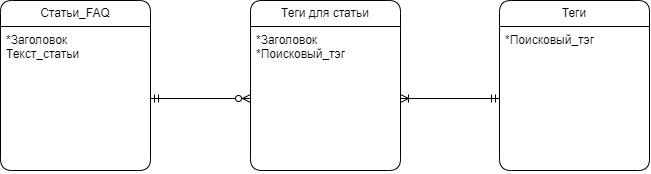 Статьи_FAQ
*Заголовок
Текст_статьи
Теги для статьи
*Заголовок
*Поисковый_тэг
Теги
*Поисковый_тэг